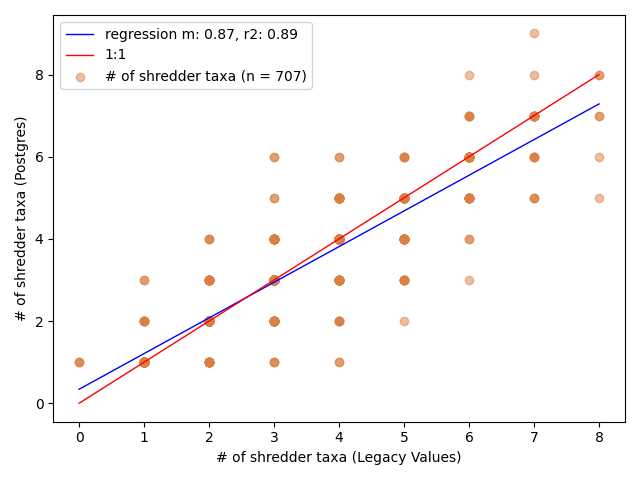 regression m: 0.87, r2: 0.89
1:1
# of shredder taxa (n = 707)
# of shredder taxa (Postgres)
8
6
4
2
0
0 1 2 3 4 5 6 7 8
# of shredder taxa (Legacy Values)